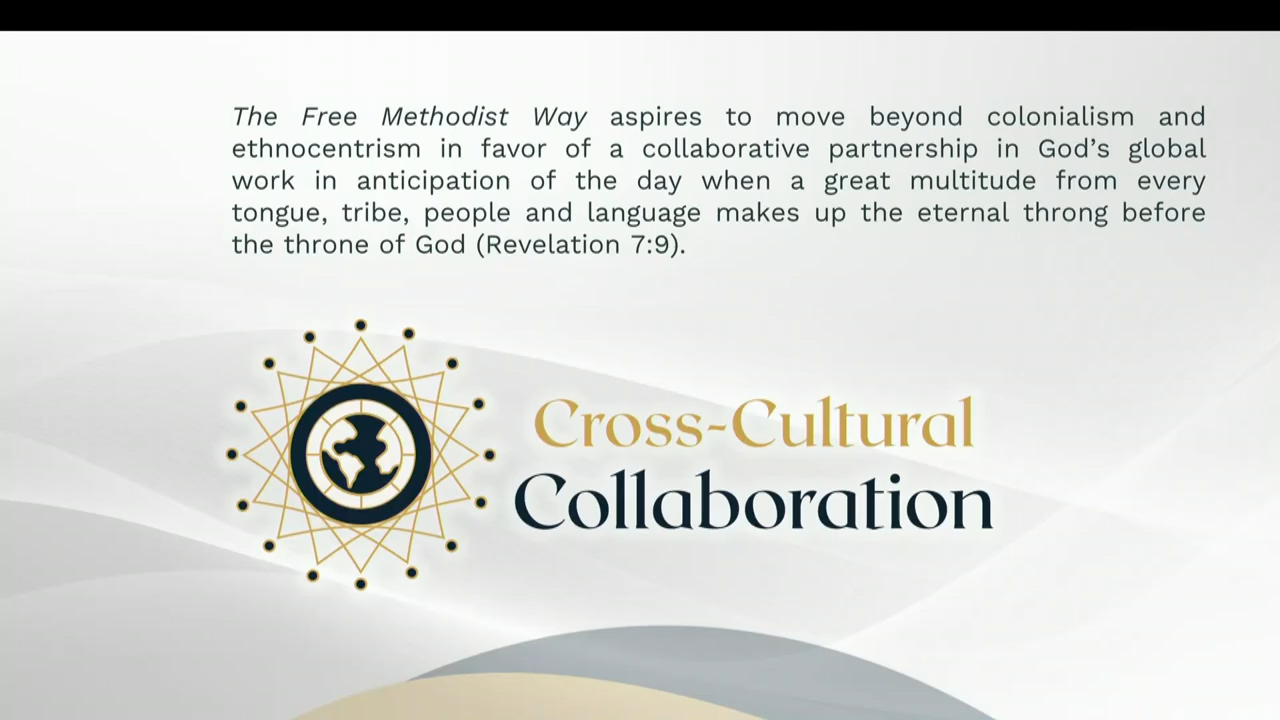 The Free Methodist Way aspires to move beyond colonialism and
ethnocentrism in favor of a collaborative partnership in God’s global
work in anticipation of the day when a great multitude from every
tongue, tribe, people and language makes up the eternal throng before
the throne of God (Revelation 7:9).
Cross-Cultural
Collaboration